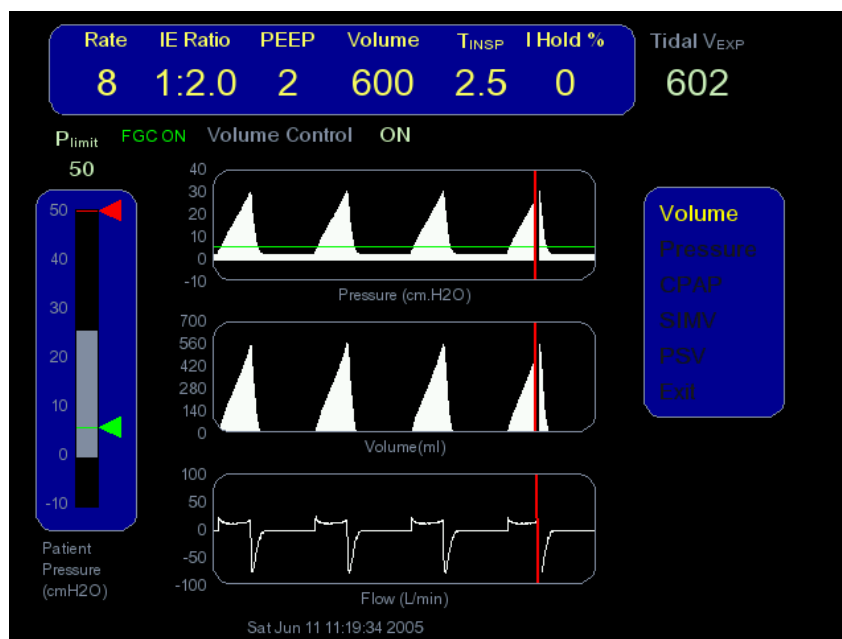 Rate IE Ratio PEEP Volume TINSP I Hold % Tidal VEXP
8 1:2.0 2 600 2.5 0 602
Plimit FGC ON Volume Control ON
50
50
40
30
20
10
0
-10
Patient
Pressure
(cmH2O)
40
30
20
10
0
-10
Pressure (cm.H2O)
700
560
420
280
140
0
Volume(ml)
100
50
0
-50
-100
Flow (L/min)
Volume
Pressure
CPAP
SIMV
PSV
Exit
Sat Jun 11 11:19:34 2005